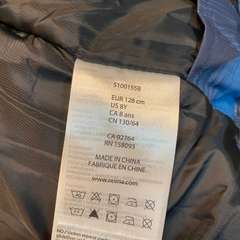 51001558
EUR 128 cm
US 8Y
CA 8 ans
CN 130/64
CA-92764
RN 158093
MADE IN CHINA
FABRIQUÉ EN CHINE
www.reima.com